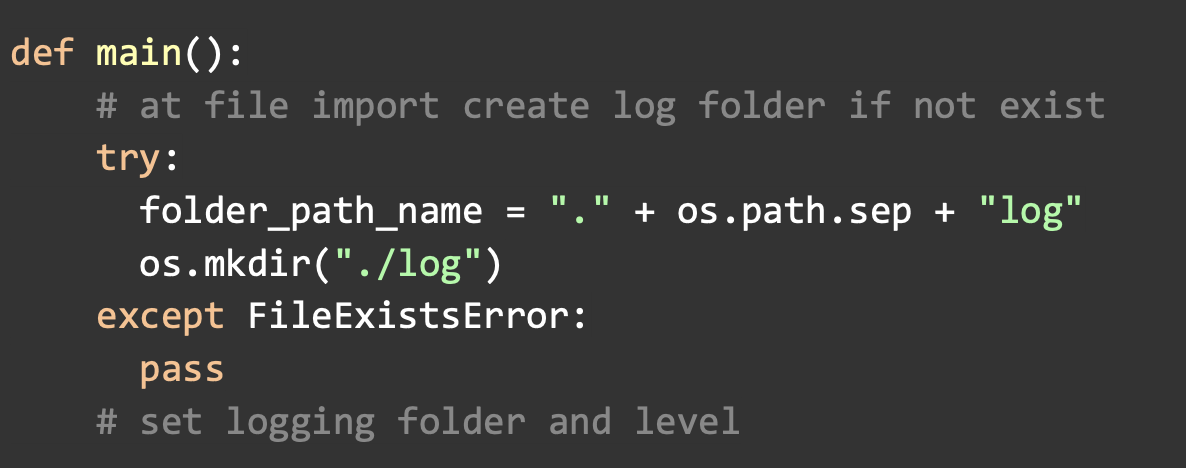 def main():
    # at file import create log folder if not exist
    try:
      folder_path_name = "." + os.path.sep + "log"
      os.mkdir("./log")
    except FileExistsError:
      pass
    # set logging folder and level